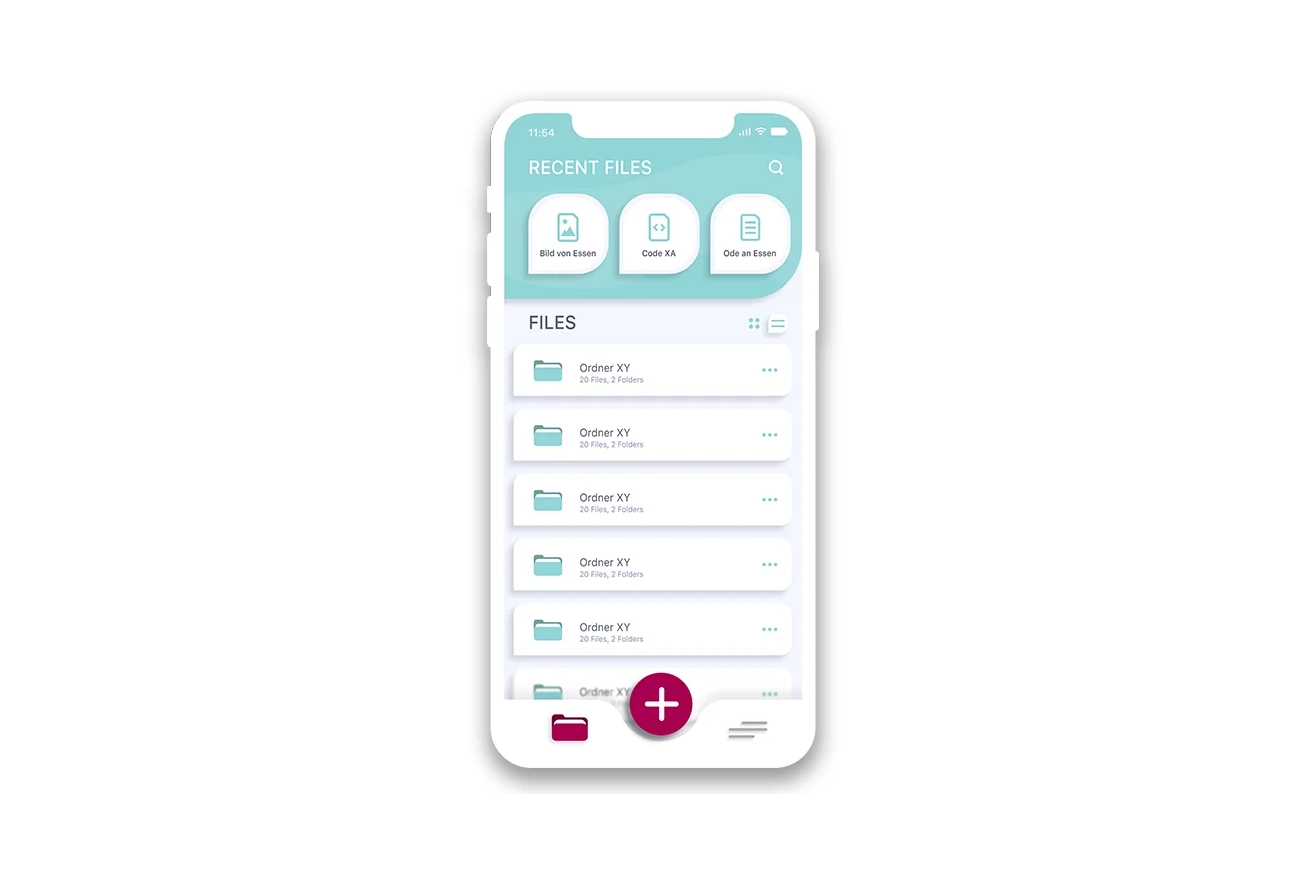 11:54
RECENT FILES
Bild von Essen
Code XA
Ode an Essen
FILES
Ordner XY
20 Files, 2 Folders
Ordner XY
20 Files, 2 Folders
Ordner XY
20 Files, 2 Folders
Ordner XY
20 Files, 2 Folders
Ordner XY
20 Files, 2 Folders
Ordner XY